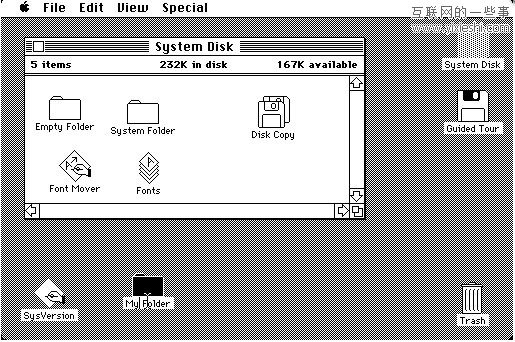 File Edit View Special
互联网的一些事
System Disk
5 items 232K in disk 167K available
Empty Folder
System Folder
Disk Copy
Font Mover
Fonts
System Disk
Guided Tour
SysVersion
My Folder
Trash